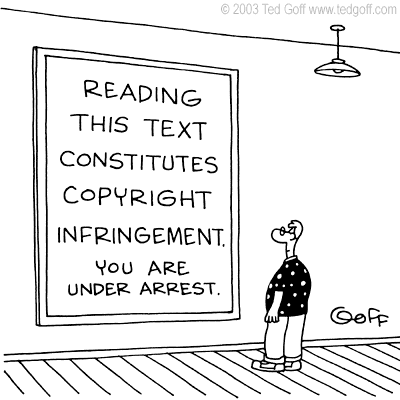 © 2003 Ted Goff www.tedgoff.com
READING
THIS TEXT
CONSTITUTES
COPYRIGHT
INFRINGEMENT.
YOU ARE
UNDER ARREST.
GOFF